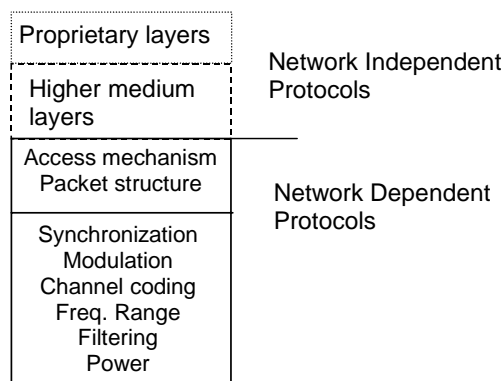 Proprietary layers
Network Independent
Protocols
Higher medium
layers
Access mechanism
Packet structure
Network Dependent
Protocols
Synchronization
Modulation
Channel coding
Freq. Range
Filtering
Power